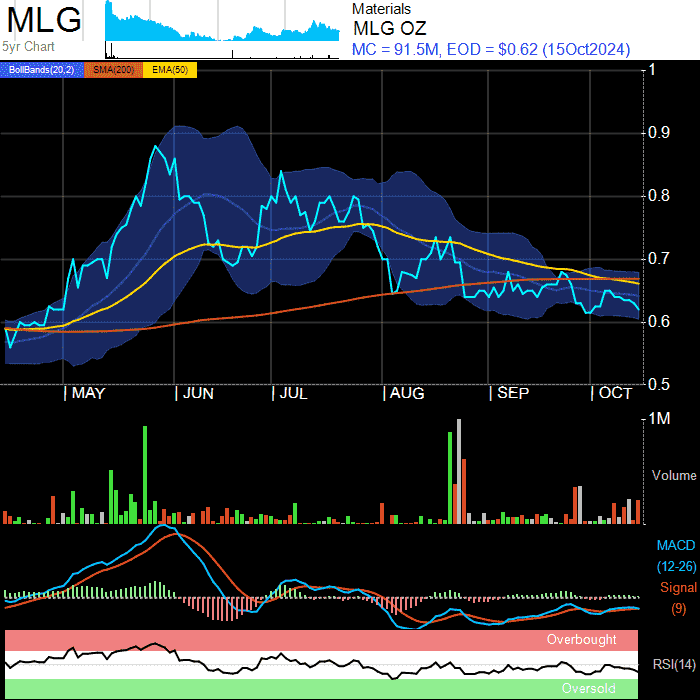 MLG
5yr Chart
Materials
MLG OZ
MC = 91.5M, EOD = $0.62 (15Oct2024)
BollBands(20,2) SMA(200) EMA(50)
1
0.9
0.8
0.7
0.6
0.5
| MAY | JUN | JUL | AUG | SEP | OCT
1M
Volume
MACD
(12-26)
Signal
(9)
Overbought
RSI(14)
Oversold